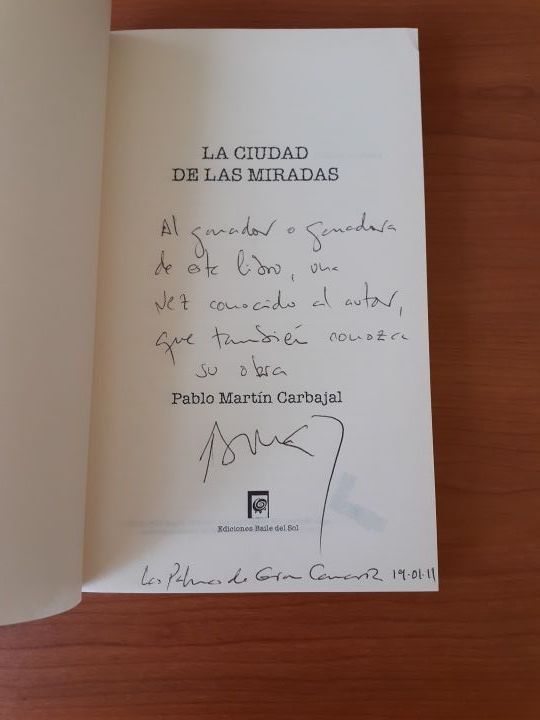 LA CIUDAD
DE LAS MIRADAS
Al ganador o ganadora
de este libro, una
vez conocido al autor,
que también conozca
su obra
Pablo Martín Carbajal
Ediciones Baile del Sol
Las Palmas de Gran Canaria 19.01.11